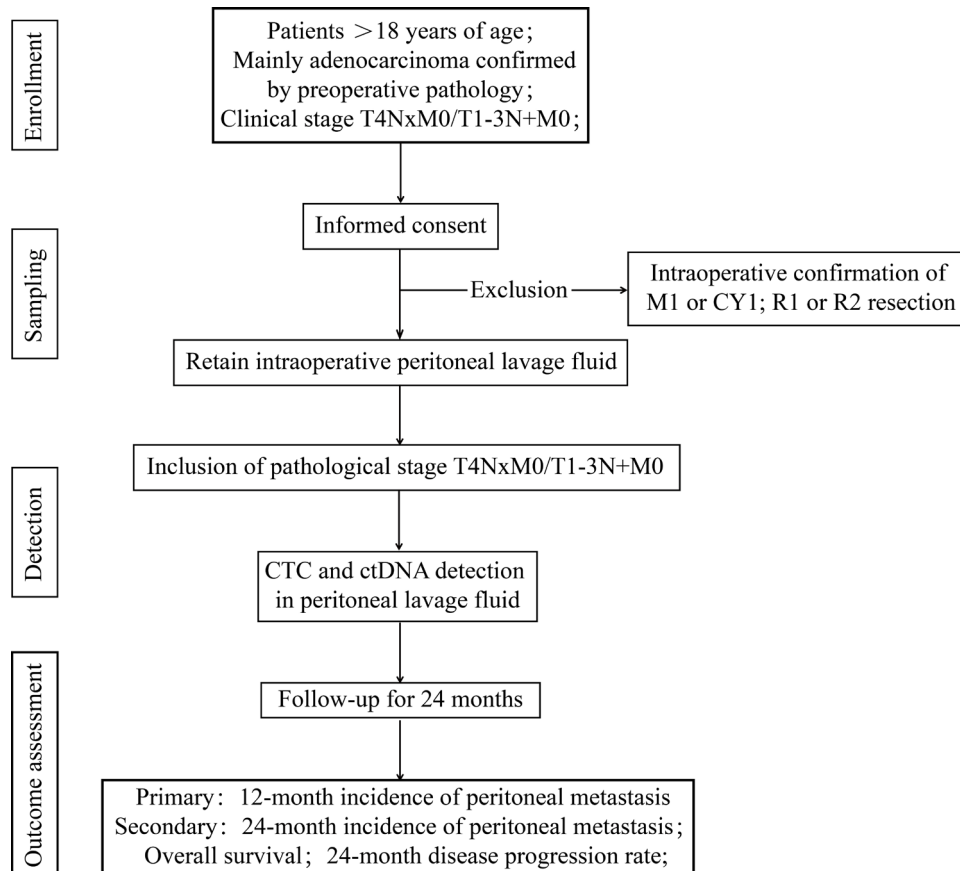 Enrollment
Patients >18 years of age;
Mainly adenocarcinoma confirmed
by preoperative pathology;
Clinical stage T4NxM0/T1-3N+M0;
Sampling
Informed consent
Exclusion
Intraoperative confirmation of
M1 or CY1; R1 or R2 resection
Retain intraoperative peritoneal lavage fluid
Detection
Inclusion of pathological stage T4NxM0/T1-3N+M0
CTC and ctDNA detection
in peritoneal lavage fluid
Outcome assessment
Follow-up for 24 months
Primary: 12-month incidence of peritoneal metastasis
Secondary: 24-month incidence of peritoneal metastasis;
Overall survival; 24-month disease progression rate;